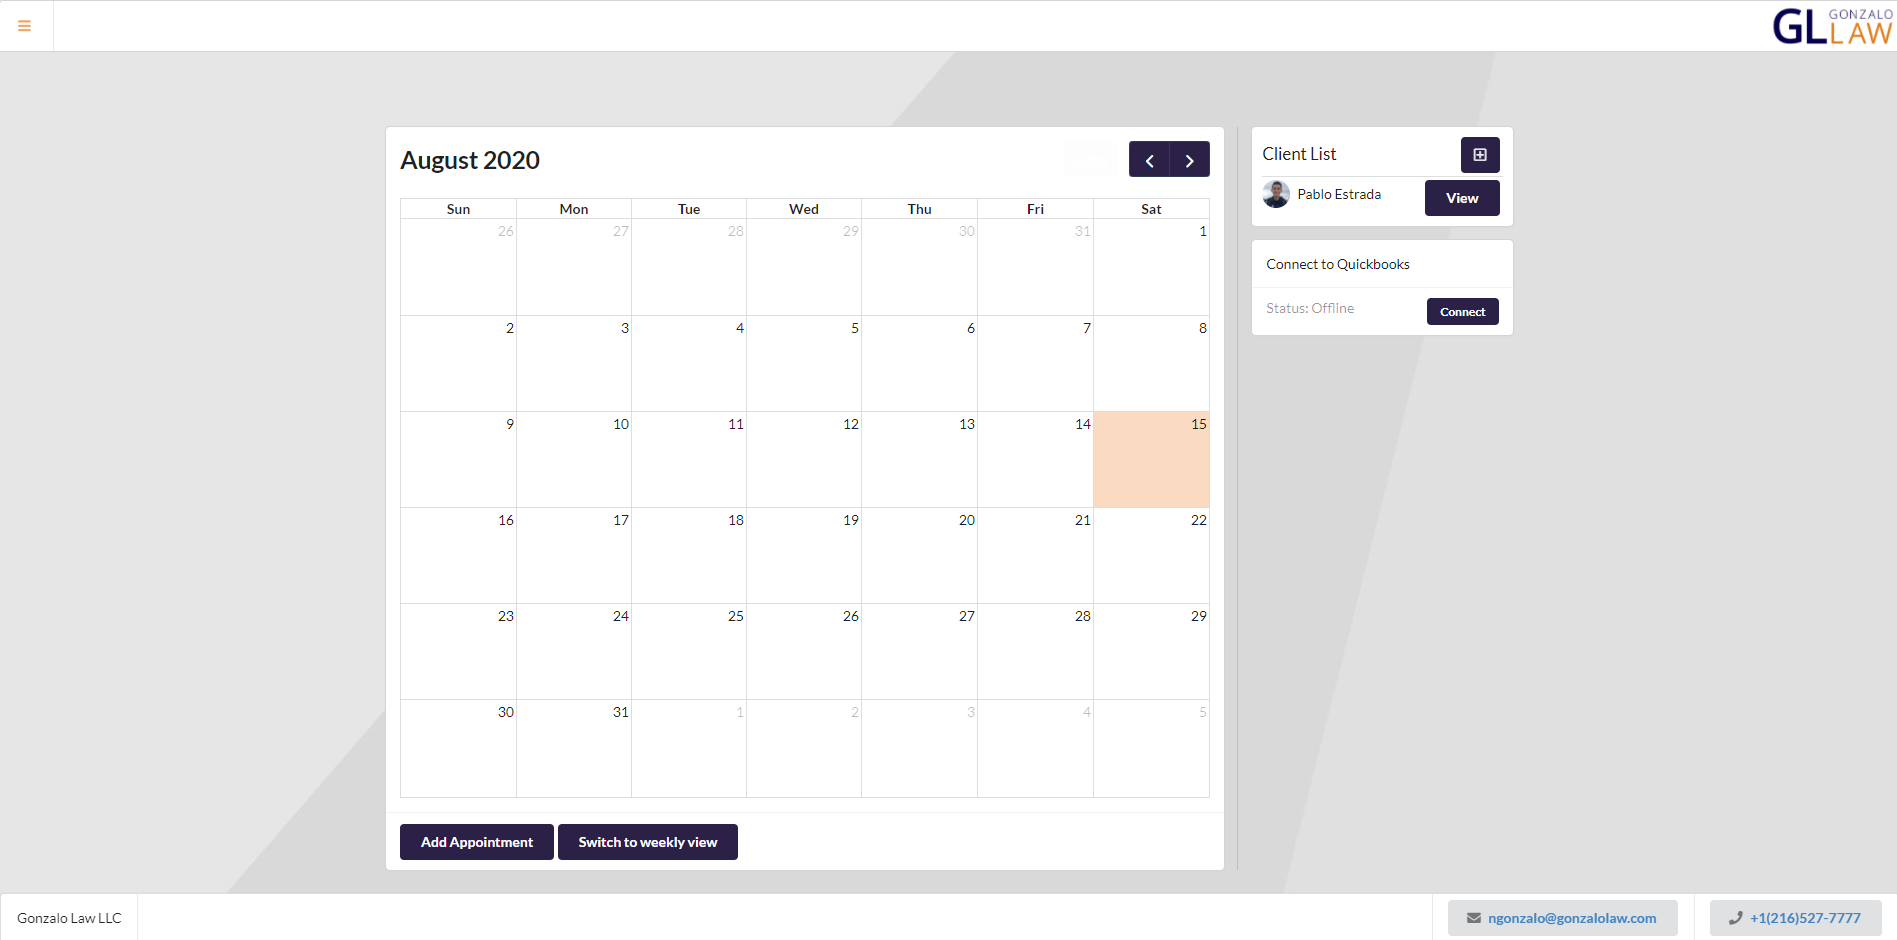 GL GONZALO LAW
August 2020
Sun Mon Tue Wed Thu Fri Sat
26 27 28 29 30 31 1
2 3 4 5 6 7 8
9 10 11 12 13 14 15
16 17 18 19 20 21 22
23 24 25 26 27 28 29
30 31 1 2 3 4 5
Add Appointment Switch to weekly view
Client List
Pablo Estrada View
Connect to Quickbooks
Status: Offline Connect
Gonzalo Law LLC ngonzalo@gonzalolaw.com +1(216)527-7777